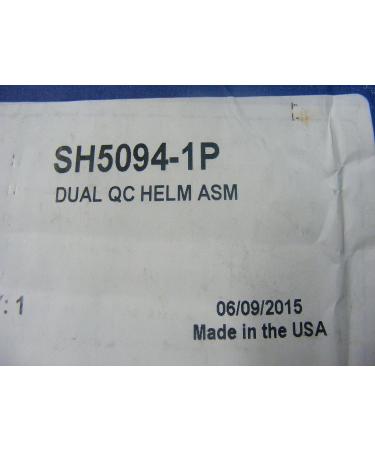 SH5094-1P
DUAL QC HELM ASM
: 1
06/09/2015
Made in the USA